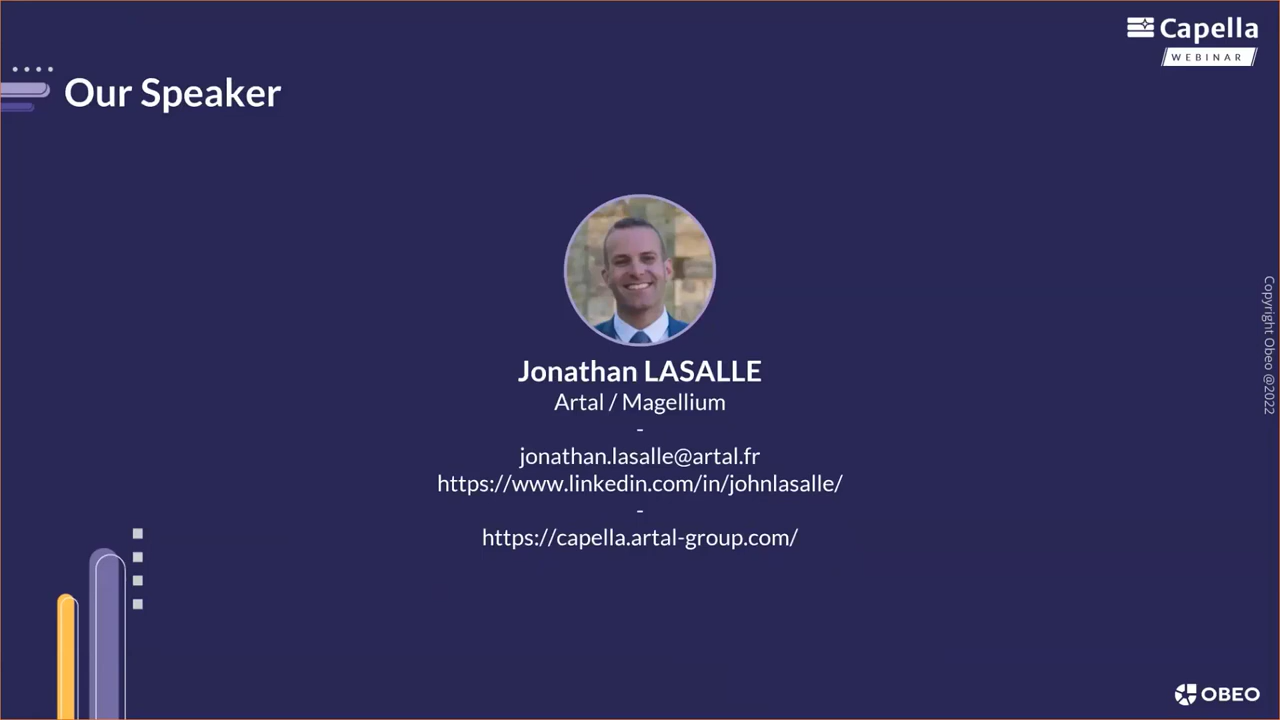 Capella
WEBINAR
Our Speaker
Jonathan LASALLE
Artal / Magellium
-
jonathan.lasalle@artal.fr
https://www.linkedin.com/in/johnlasalle/
-
https://capella.artal-group.com/
Copyright Obeo @2022
OBEO